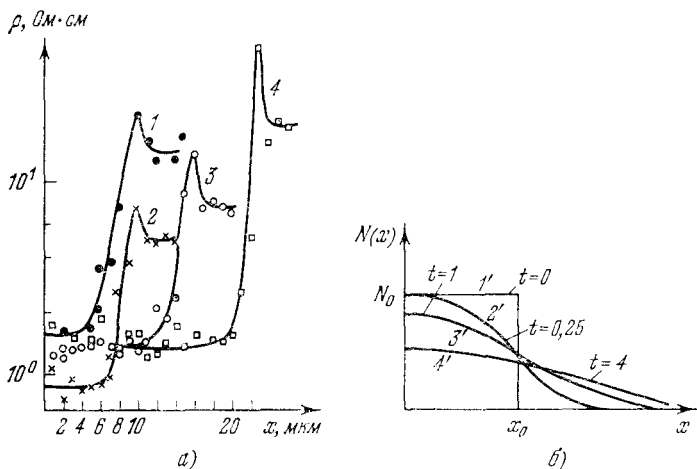 ρ, Ом·см
10¹
10⁰
1
2
3
4
2 4 6 8 10 20 x, мкм
а)
N(x)
N₀
t=1
1'
t=0
2'
t=0,25
3'
4'
t=4
x₀
x
б)